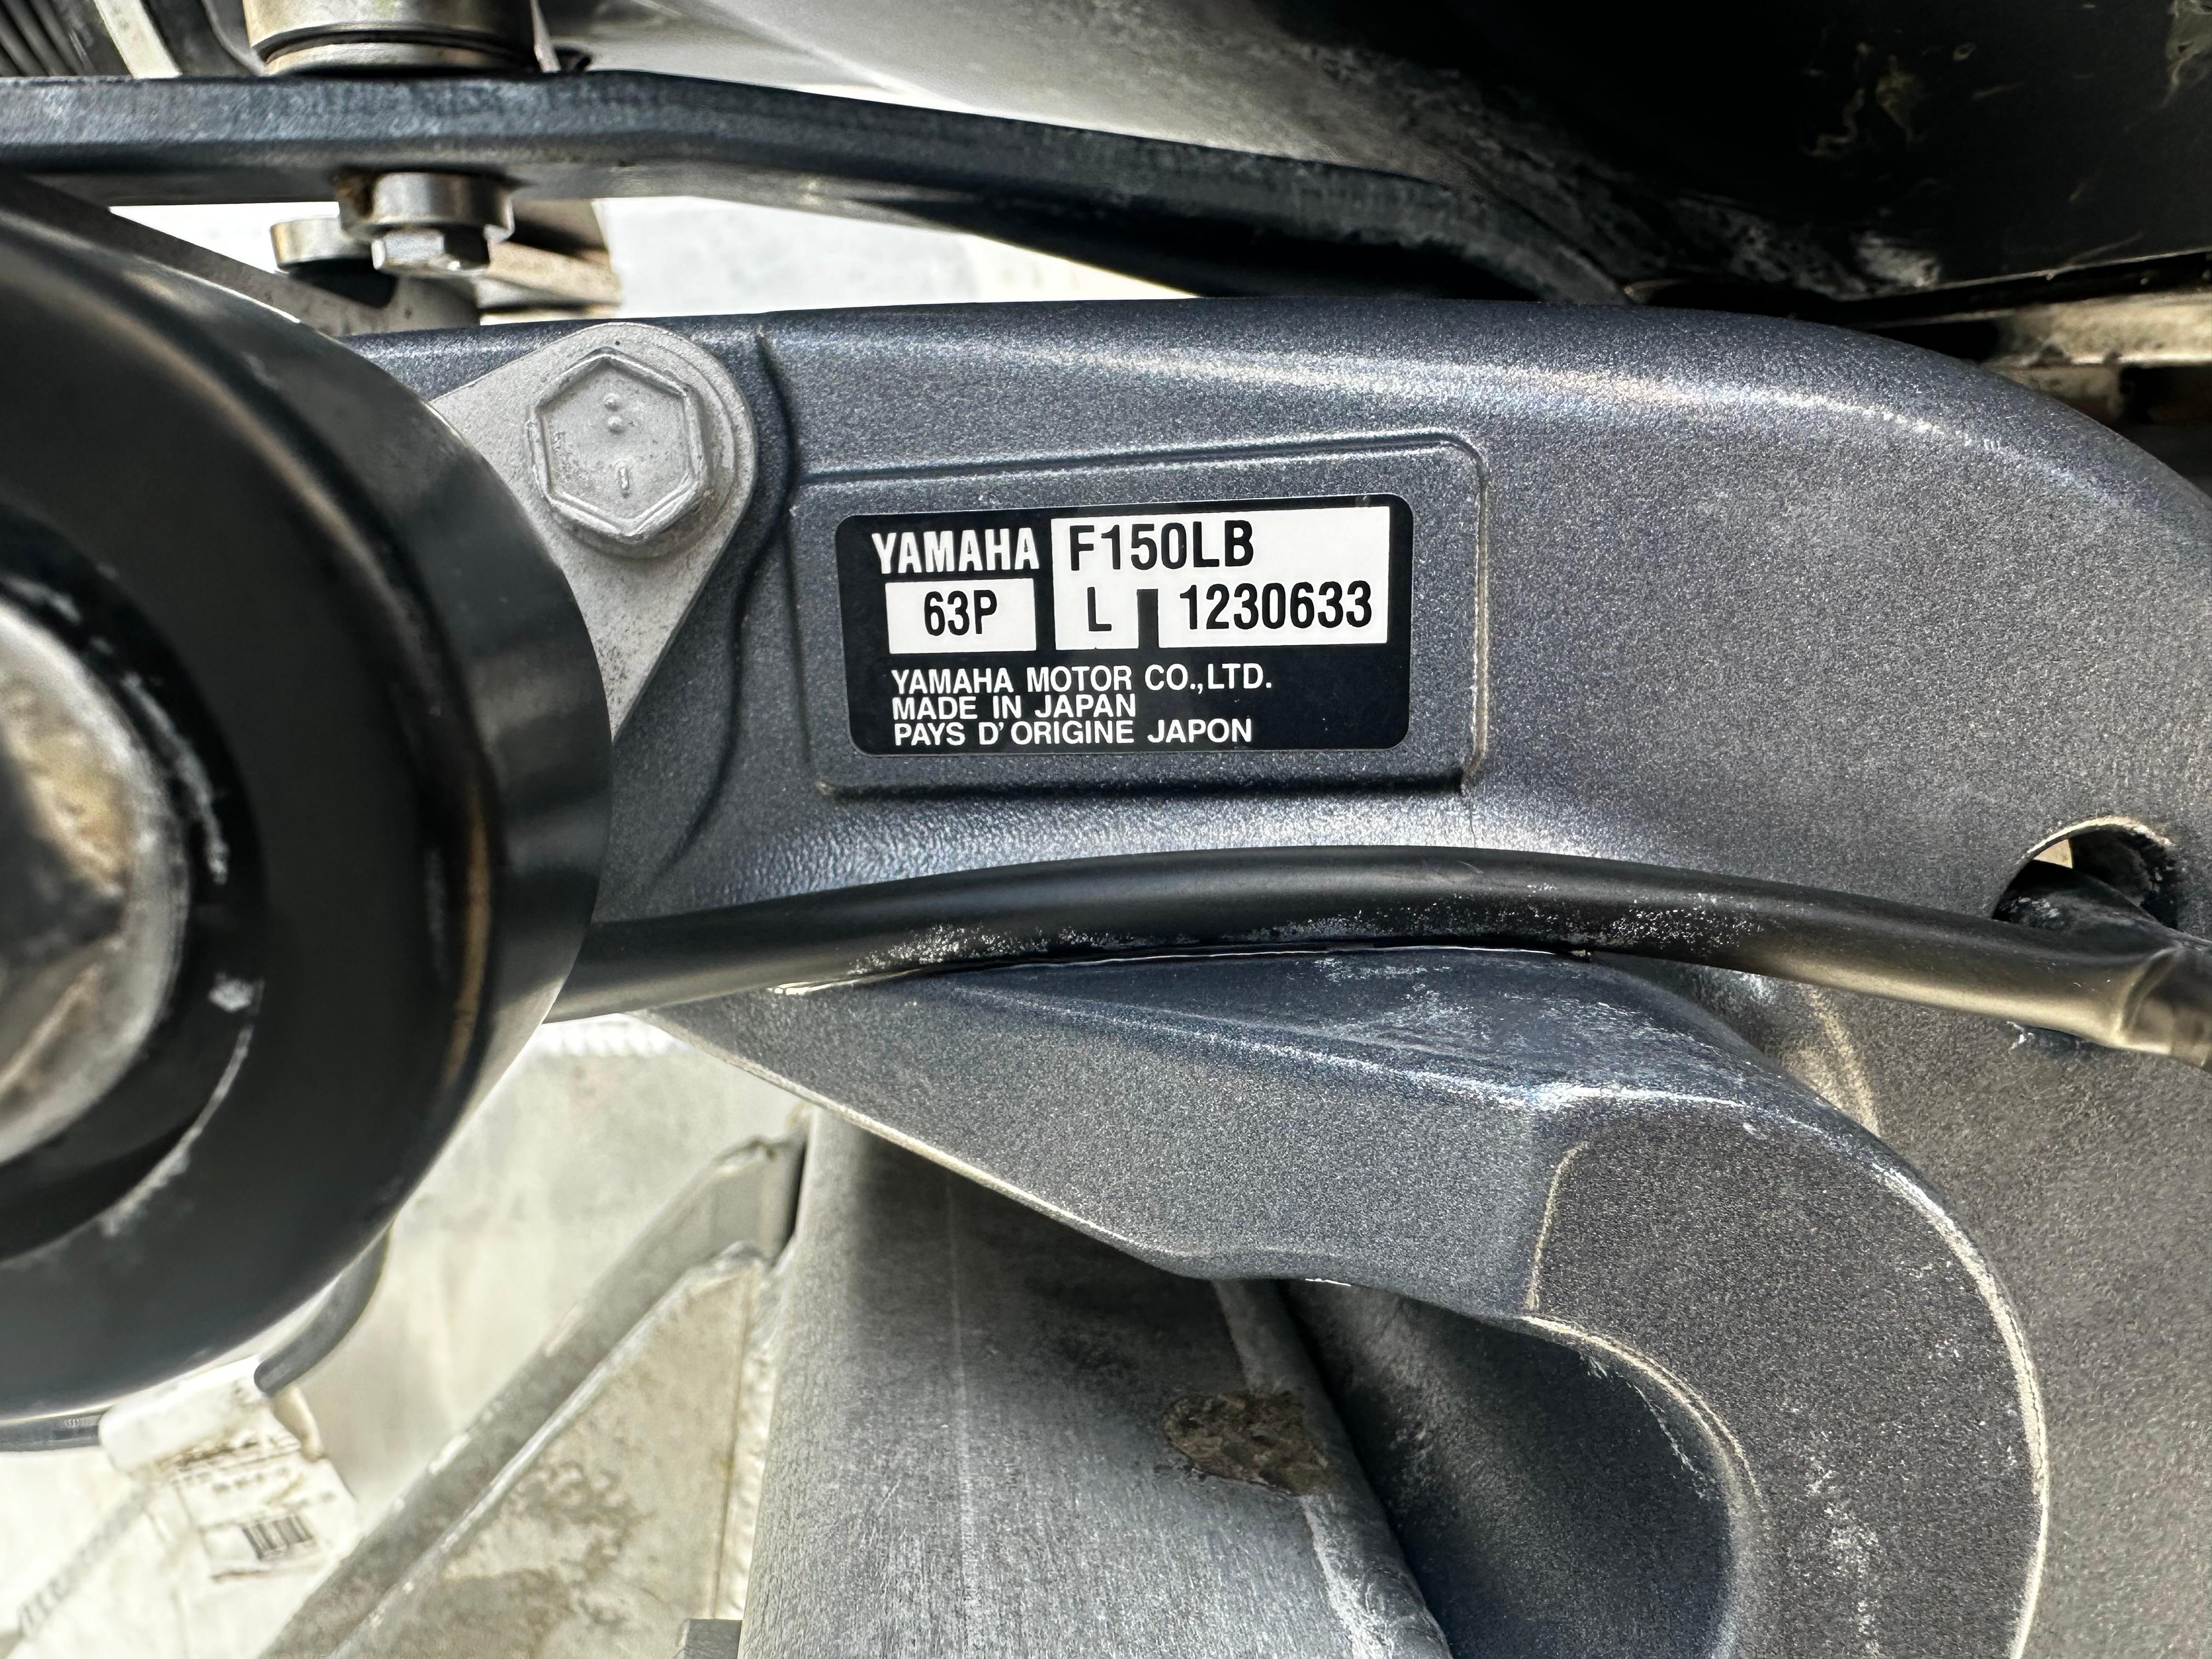 YAMAHA F150LB
63P L 1230633
YAMAHA MOTOR CO.,LTD.
MADE IN JAPAN
PAYS D'ORIGINE JAPON